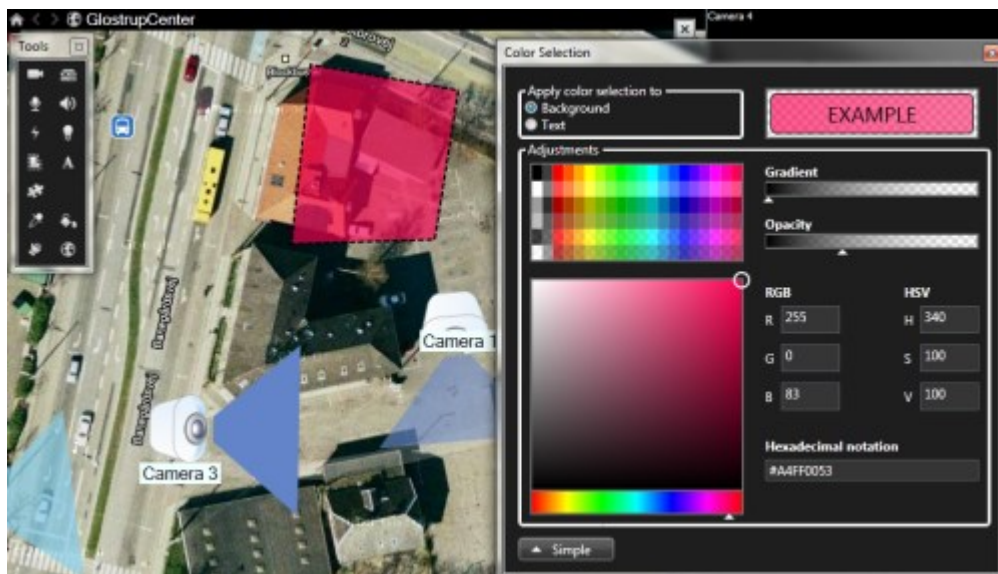 GlostrupCenter
Camera 4
Tools
Color Selection
Apply color selection to
Background
Text
EXAMPLE
Adjustments
Gradient
Opacity
RGB
HSV
R 255
H 340
G 0
S 100
B 83
V 100
Hexadecimal notation
#A4FF0053
Simple
Camera 1
Camera 3
A